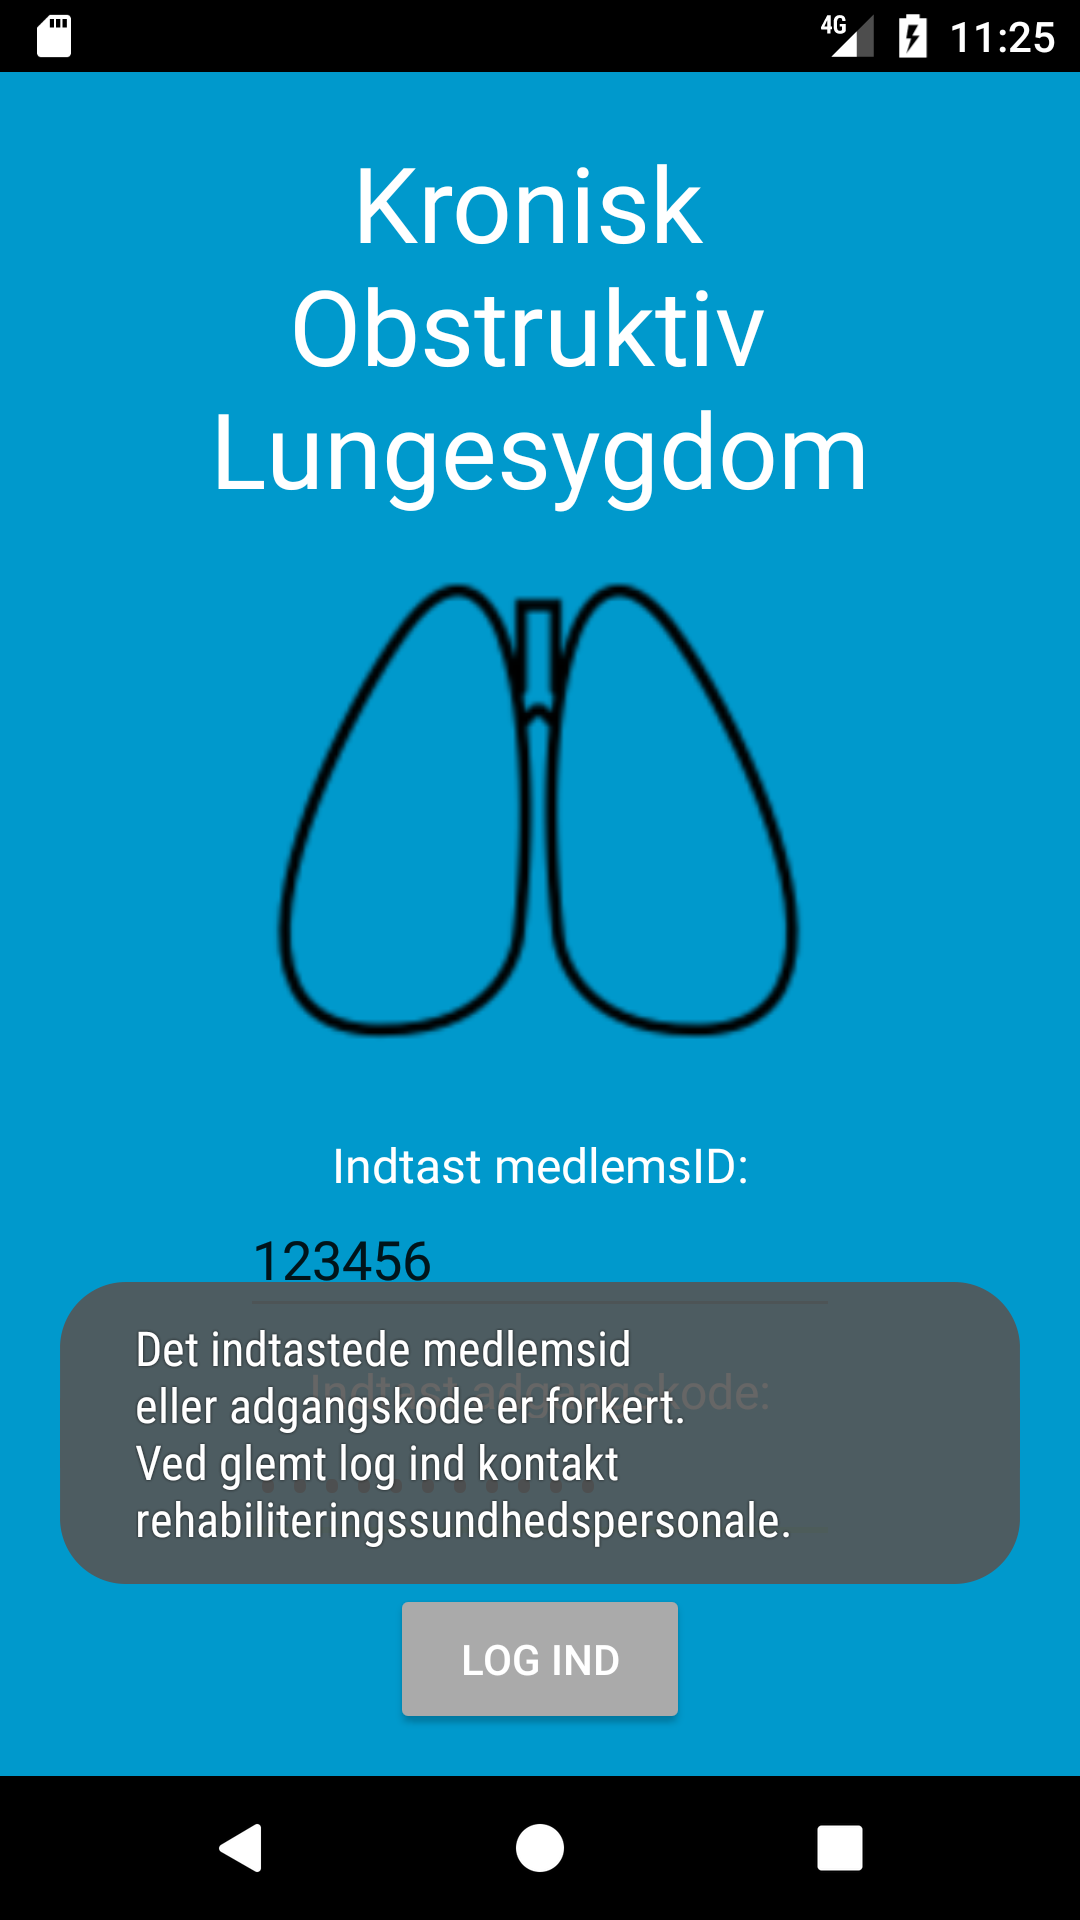 4G 11:25
Kronisk
Obstruktiv
Lungesygdom
Indtast medlemsID:
123456
Indtast adgangskode:
Det indtastede medlemsid
eller adgangskode er forkert.
Ved glemt log ind kontakt
rehabiliteringssundhedspersonale.
LOG IND